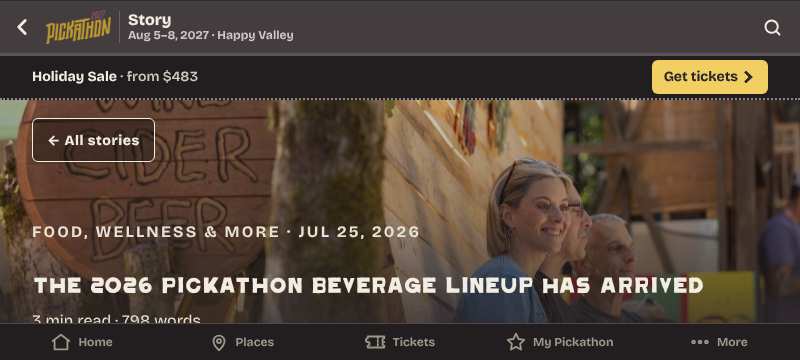 PICKATHON
Story
Aug 5–8, 2027 · Happy Valley
Holiday Sale · from $483
Get tickets
WINE
CIDER
BEER
← All stories
FOOD, WELLNESS & MORE · JUL 25, 2026
THE 2026 PICKATHON BEVERAGE LINEUP HAS ARRIVED
3 min read · 798 words
Home
Places
Tickets
My Pickathon
More